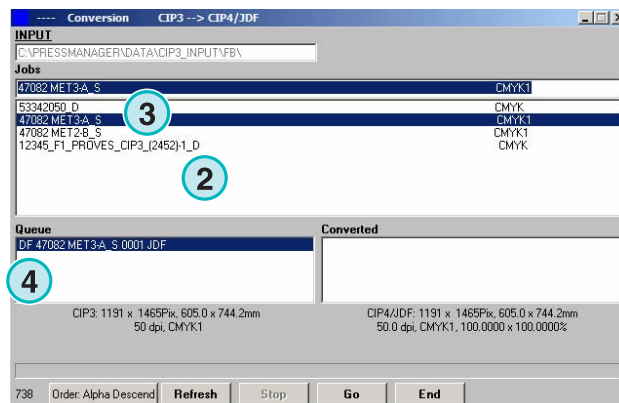 ---- Conversion CIP3 --> CIP4/JDF
INPUT
C:\PRESSMANAGER\DATA\CIP3_INPUT\FB\
Jobs
47082 MET3-A_S CMYK1
53342050_D CMYK
47082 MET3-A_S CMYK1
47082 MET2-B_S CMYK1
12345_F1_PROVES_CIP3_(2452)-1_D CMYK
3
2
Queue Converted
DF 47082 MET3-A_S 0001 JDF
4
CIP3: 1191 x 1465Pix, 605.0 x 744.2mm CIP4/JDF: 1191 x 1465Pix, 605.0 x 744.2mm
50 dpi, CMYK1 50.0 dpi, CMYK1, 100.0000 x 100.0000%
738 Order: Alpha Descend Refresh Stop Go End